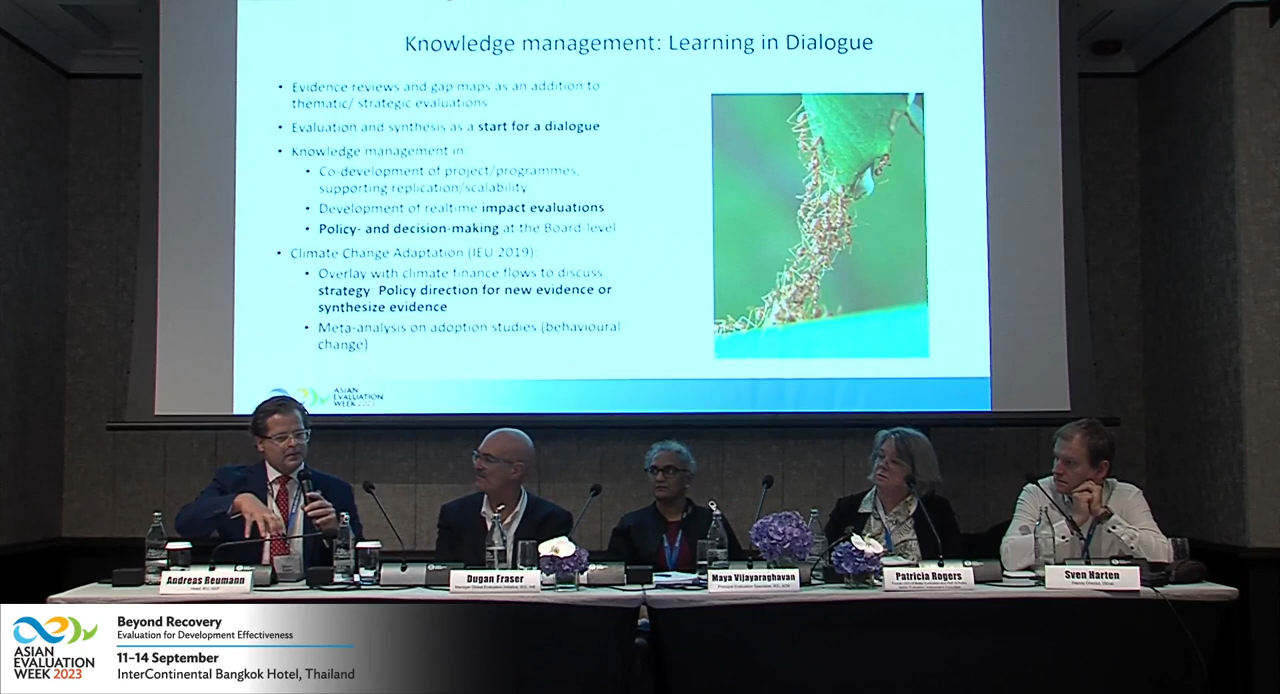 Knowledge management: Learning in Dialogue
• Evidence reviews and gap maps as an addition to
thematic/ strategic evaluations
• Evaluation and synthesis as a start for a dialogue
• Knowledge management in:
• Co-development of project/programmes,
supporting replication/scalability
• Development of realtime impact evaluations
• Policy- and decision-making at the Board-level
• Climate Change Adaptation (IEU 2019):
• Overlay with climate finance flows to discuss
strategy Policy direction for new evidence or
synthesize evidence
• Meta-analysis on adoption studies (behavioural
change)
ASIAN
EVALUATION
WEEK 2023
Andreas Reumann
Dugan Fraser
Maya Vijayaraghavan
Patricia Rogers
Sven Harten
ASIAN
EVALUATION
WEEK 2023
Beyond Recovery
Evaluation for Development Effectiveness
11–14 September
InterContinental Bangkok Hotel, Thailand